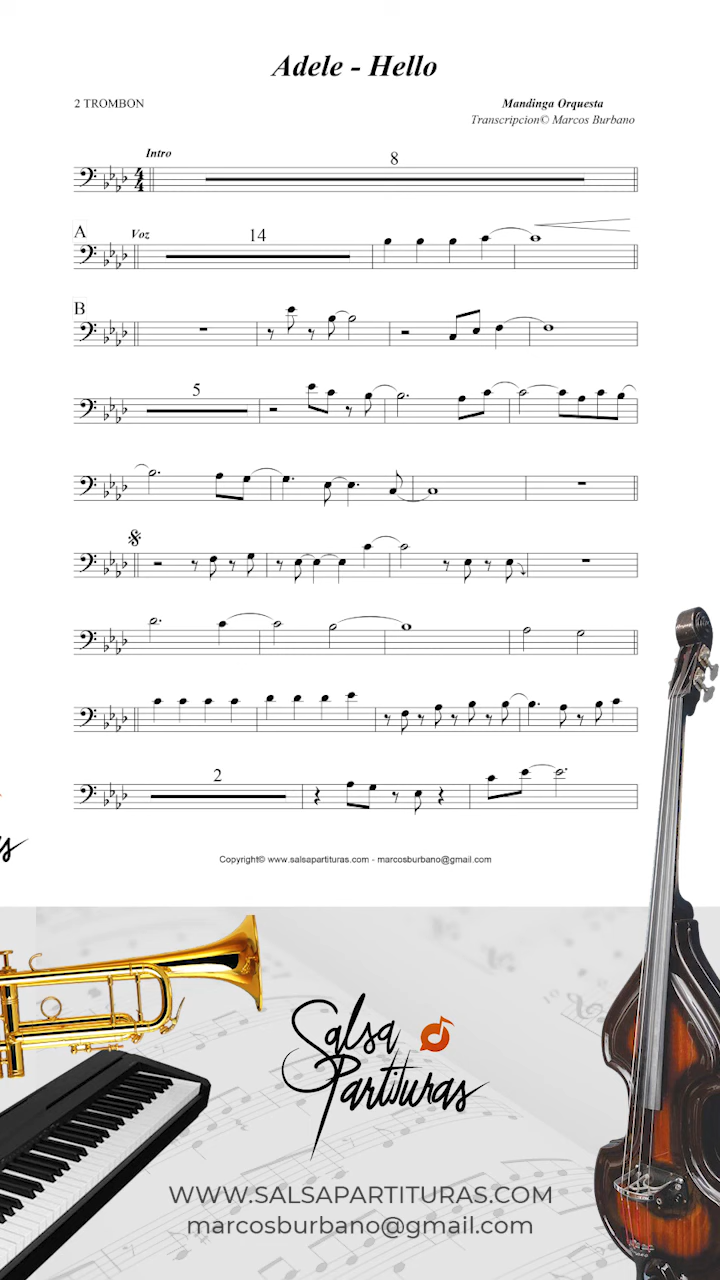 Adele - Hello
2 TROMBON
Mandinga Orquesta
Transcripcion© Marcos Burbano
Intro
8
A
Voz
14
B
5
2
Copyright© www.salsapartituras.com - marcosburbano@gmail.com
Salsa
Partituras
WWW.SALSAPARTITURAS.COM
marcosburbano@gmail.com